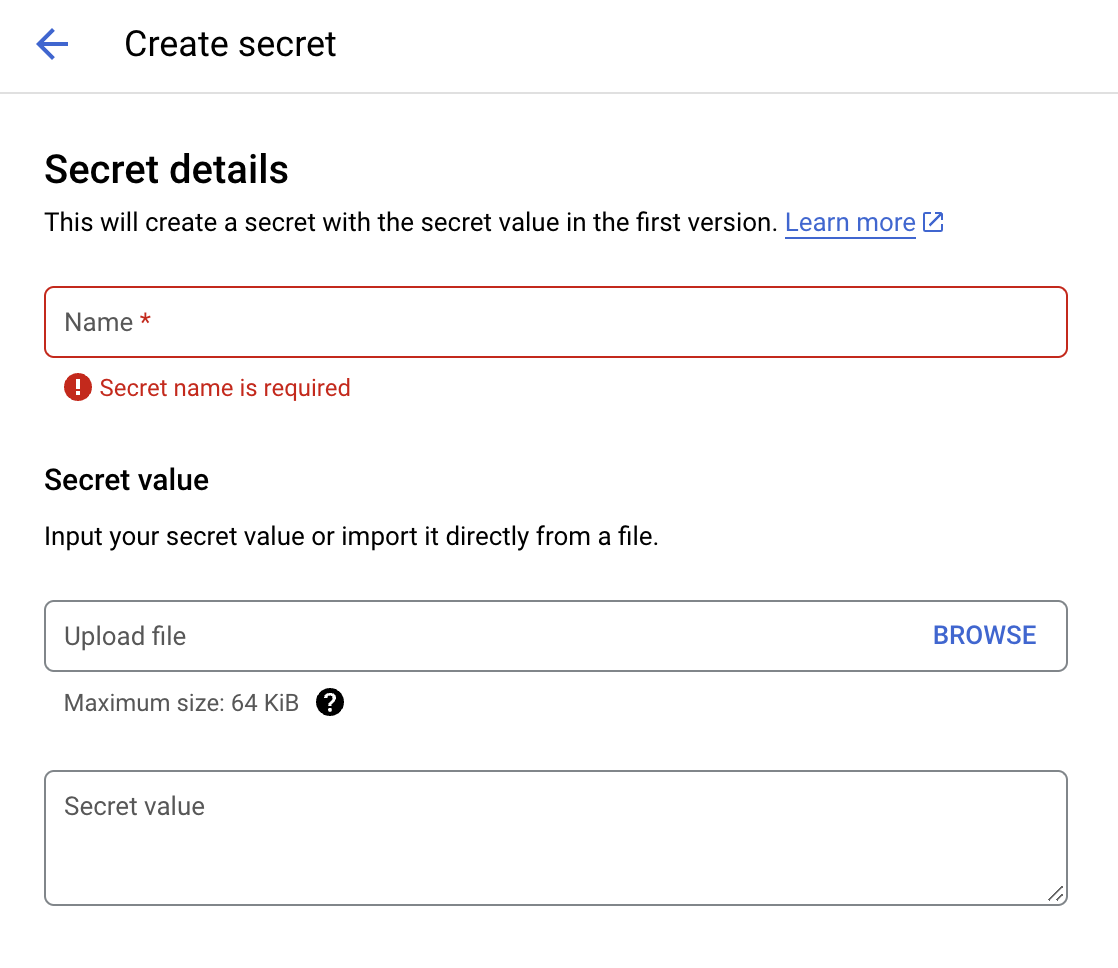 Create secret
Secret details
This will create a secret with the secret value in the first version. Learn more
Name *
Secret name is required
Secret value
Input your secret value or import it directly from a file.
Upload file BROWSE
Maximum size: 64 KiB
Secret value